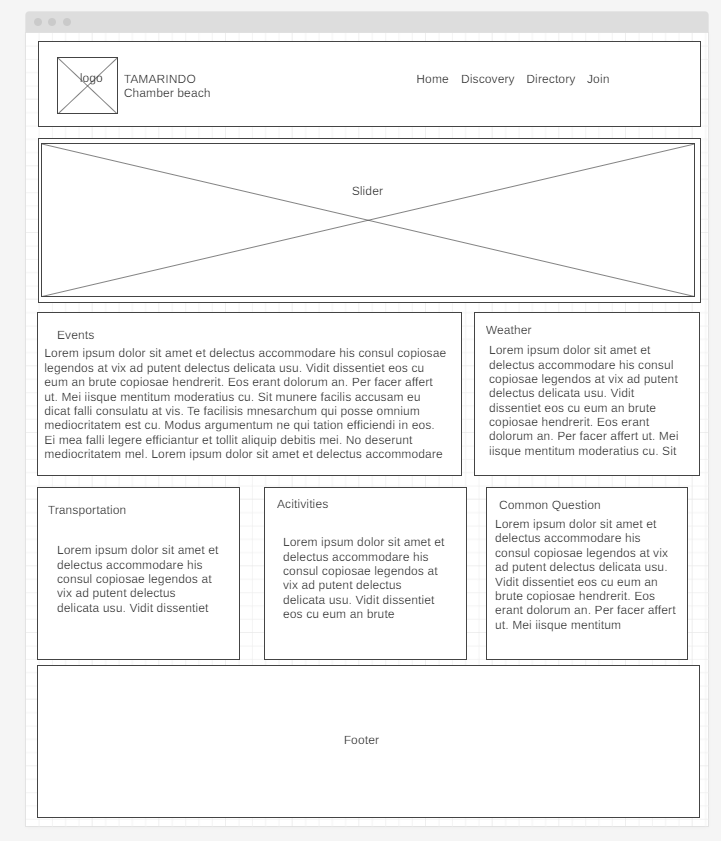 logo
TAMARINDO
Chamber beach
Home Discovery Directory Join
Slider
Events
Lorem ipsum dolor sit amet et delectus accommodare his consul copiosae
legendos at vix ad putent delectus delicata usu. Vidit dissentiet eos cu
eum an brute copiosae hendrerit. Eos erant dolorum an. Per facer affert
ut. Mei iisque mentitum moderatius cu. Sit munere facilis accusam eu
dicat falli consulatu at vis. Te facilisis mnesarchum qui posse omnium
mediocritatem est cu. Modus argumentum ne qui tation efficiendi in eos.
Ei mea falli legere efficiantur et tollit aliquip debitis mei. No deserunt
mediocritatem mel. Lorem ipsum dolor sit amet et delectus accommodare
Weather
Lorem ipsum dolor sit amet et
delectus accommodare his consul
copiosae legendos at vix ad putent
delectus delicata usu. Vidit
dissentiet eos cu eum an brute
copiosae hendrerit. Eos erant
dolorum an. Per facer affert ut. Mei
iisque mentitum moderatius cu. Sit
Transportation
Lorem ipsum dolor sit amet et
delectus accommodare his
consul copiosae legendos at
vix ad putent delectus
delicata usu. Vidit dissentiet
Acitivities
Lorem ipsum dolor sit amet et
delectus accommodare his
consul copiosae legendos at
vix ad putent delectus
delicata usu. Vidit dissentiet
eos cu eum an brute
Common Question
Lorem ipsum dolor sit amet et
delectus accommodare his
consul copiosae legendos at vix
ad putent delectus delicata usu.
Vidit dissentiet eos cu eum an
brute copiosae hendrerit. Eos
erant dolorum an. Per facer affert
ut. Mei iisque mentitum
Footer